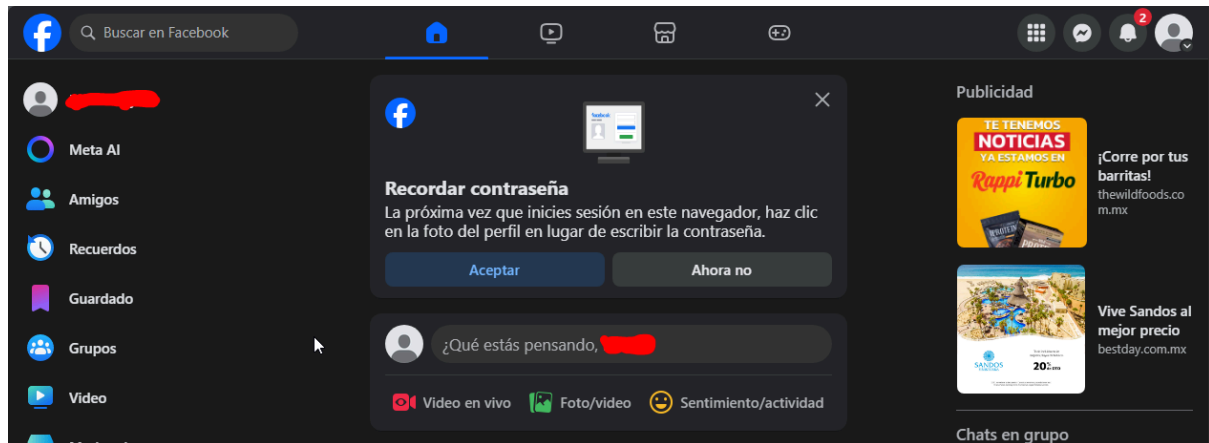 Buscar en Facebook
2
Meta AI
Amigos
Recuerdos
Guardado
Grupos
Video
facebook
Recordar contraseña
La próxima vez que inicies sesión en este navegador, haz clic
en la foto del perfil en lugar de escribir la contraseña.
Aceptar
Ahora no
¿Qué estás pensando,
Video en vivo
Foto/video
Sentimiento/actividad
Publicidad
TE TENEMOS
NOTICIAS
YA ESTAMOS EN
Rappi Turbo
¡Corre por tus
barritas!
thewildfoods.co
m.mx
SANDOS
20%
Vive Sandos al
mejor precio
bestday.com.mx
Chats en grupo